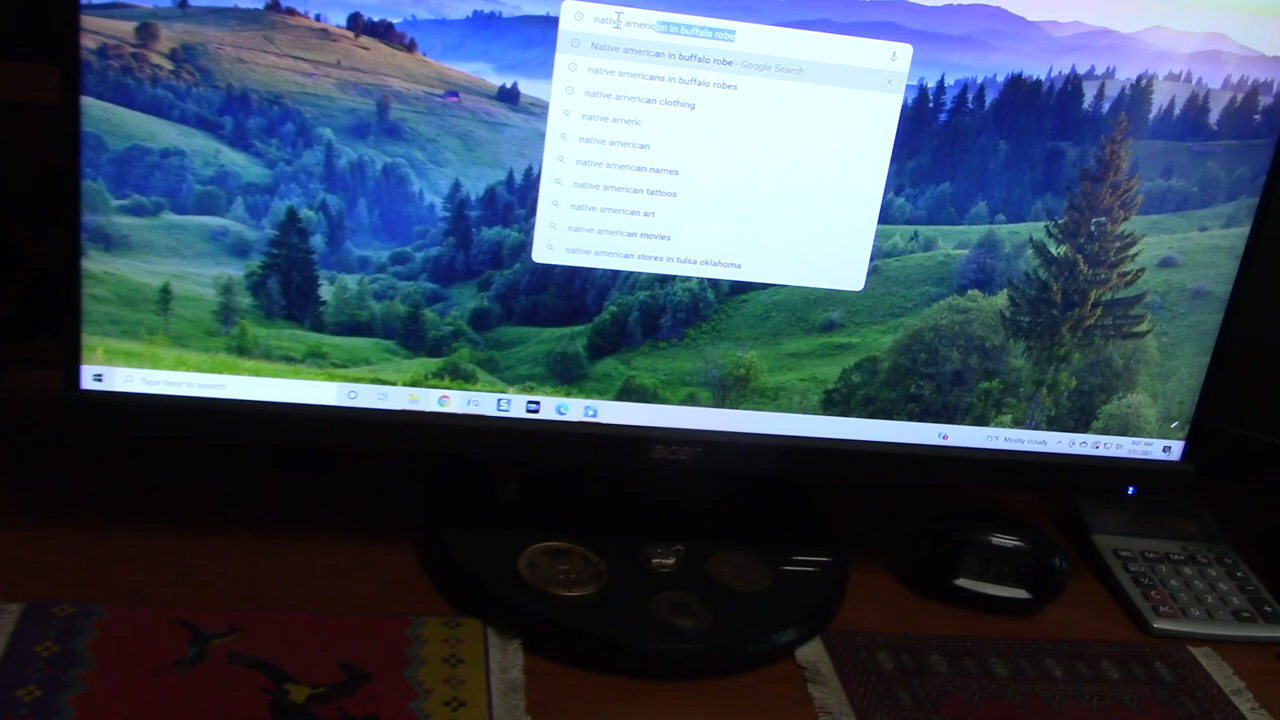 native american in buffalo robe
Native american in buffalo robe - Google Search
native americans in buffalo robes
native american clothing
native americ
native american
native american names
native american tattoos
native american art
native american movies
native american stores in tulsa oklahoma
Type here to search
75°F Mostly cloudy
acer